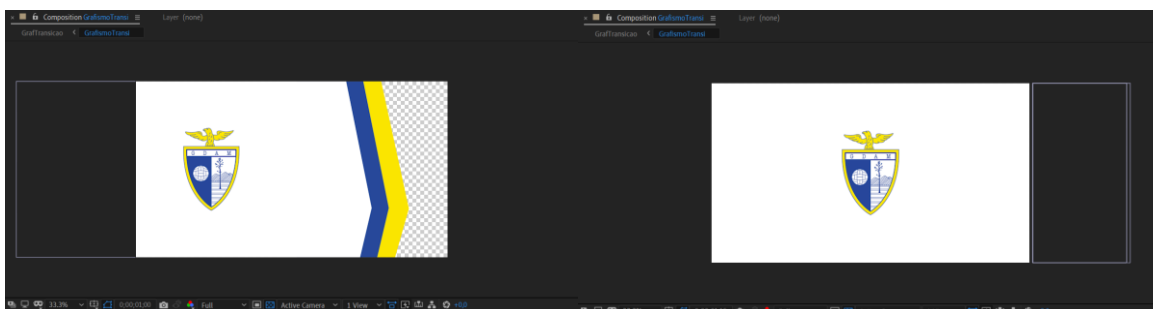 × Composition GrafismoTransi ≡ Layer (none)
GrafTransicao GrafismoTransi
O D A M
33,3% 0;00;01;00 Full Active Camera 1 View +0,0
× Composition GrafismoTransi ≡ Layer (none)
GrafTransicao GrafismoTransi
O D A M